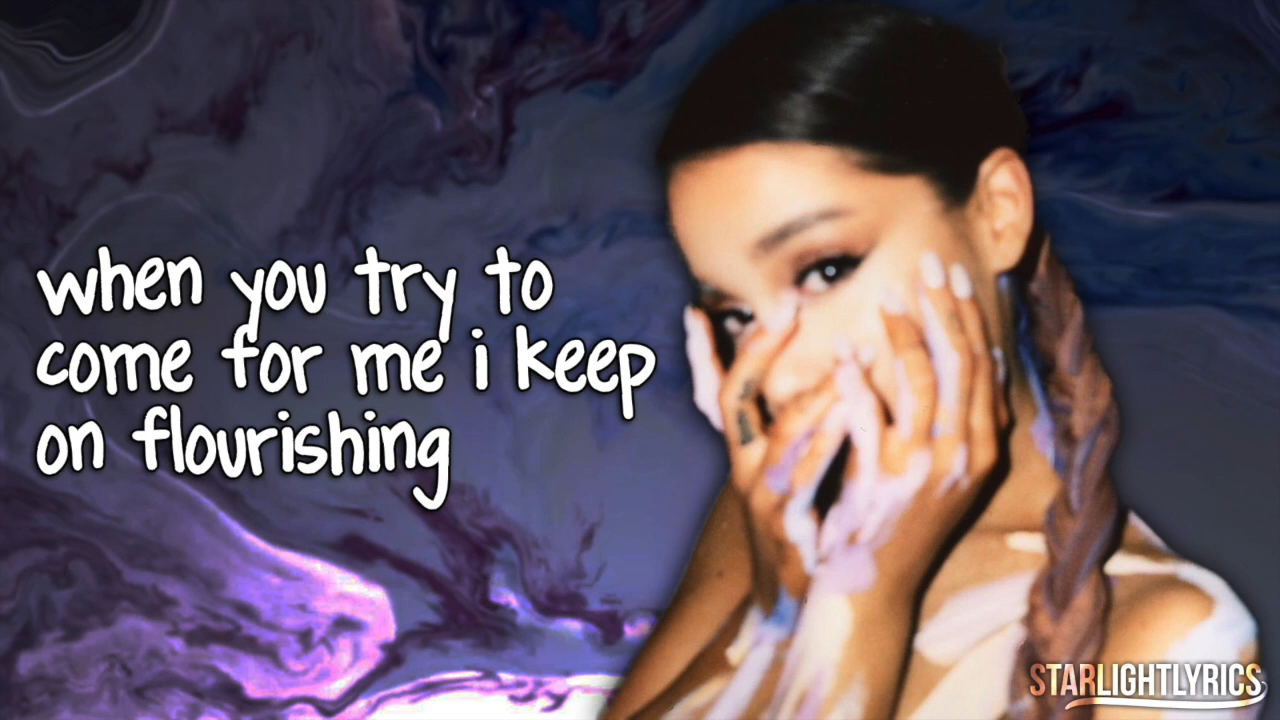 when you try to
come for me i keep
on flourishing
STARLIGHTLYRICS